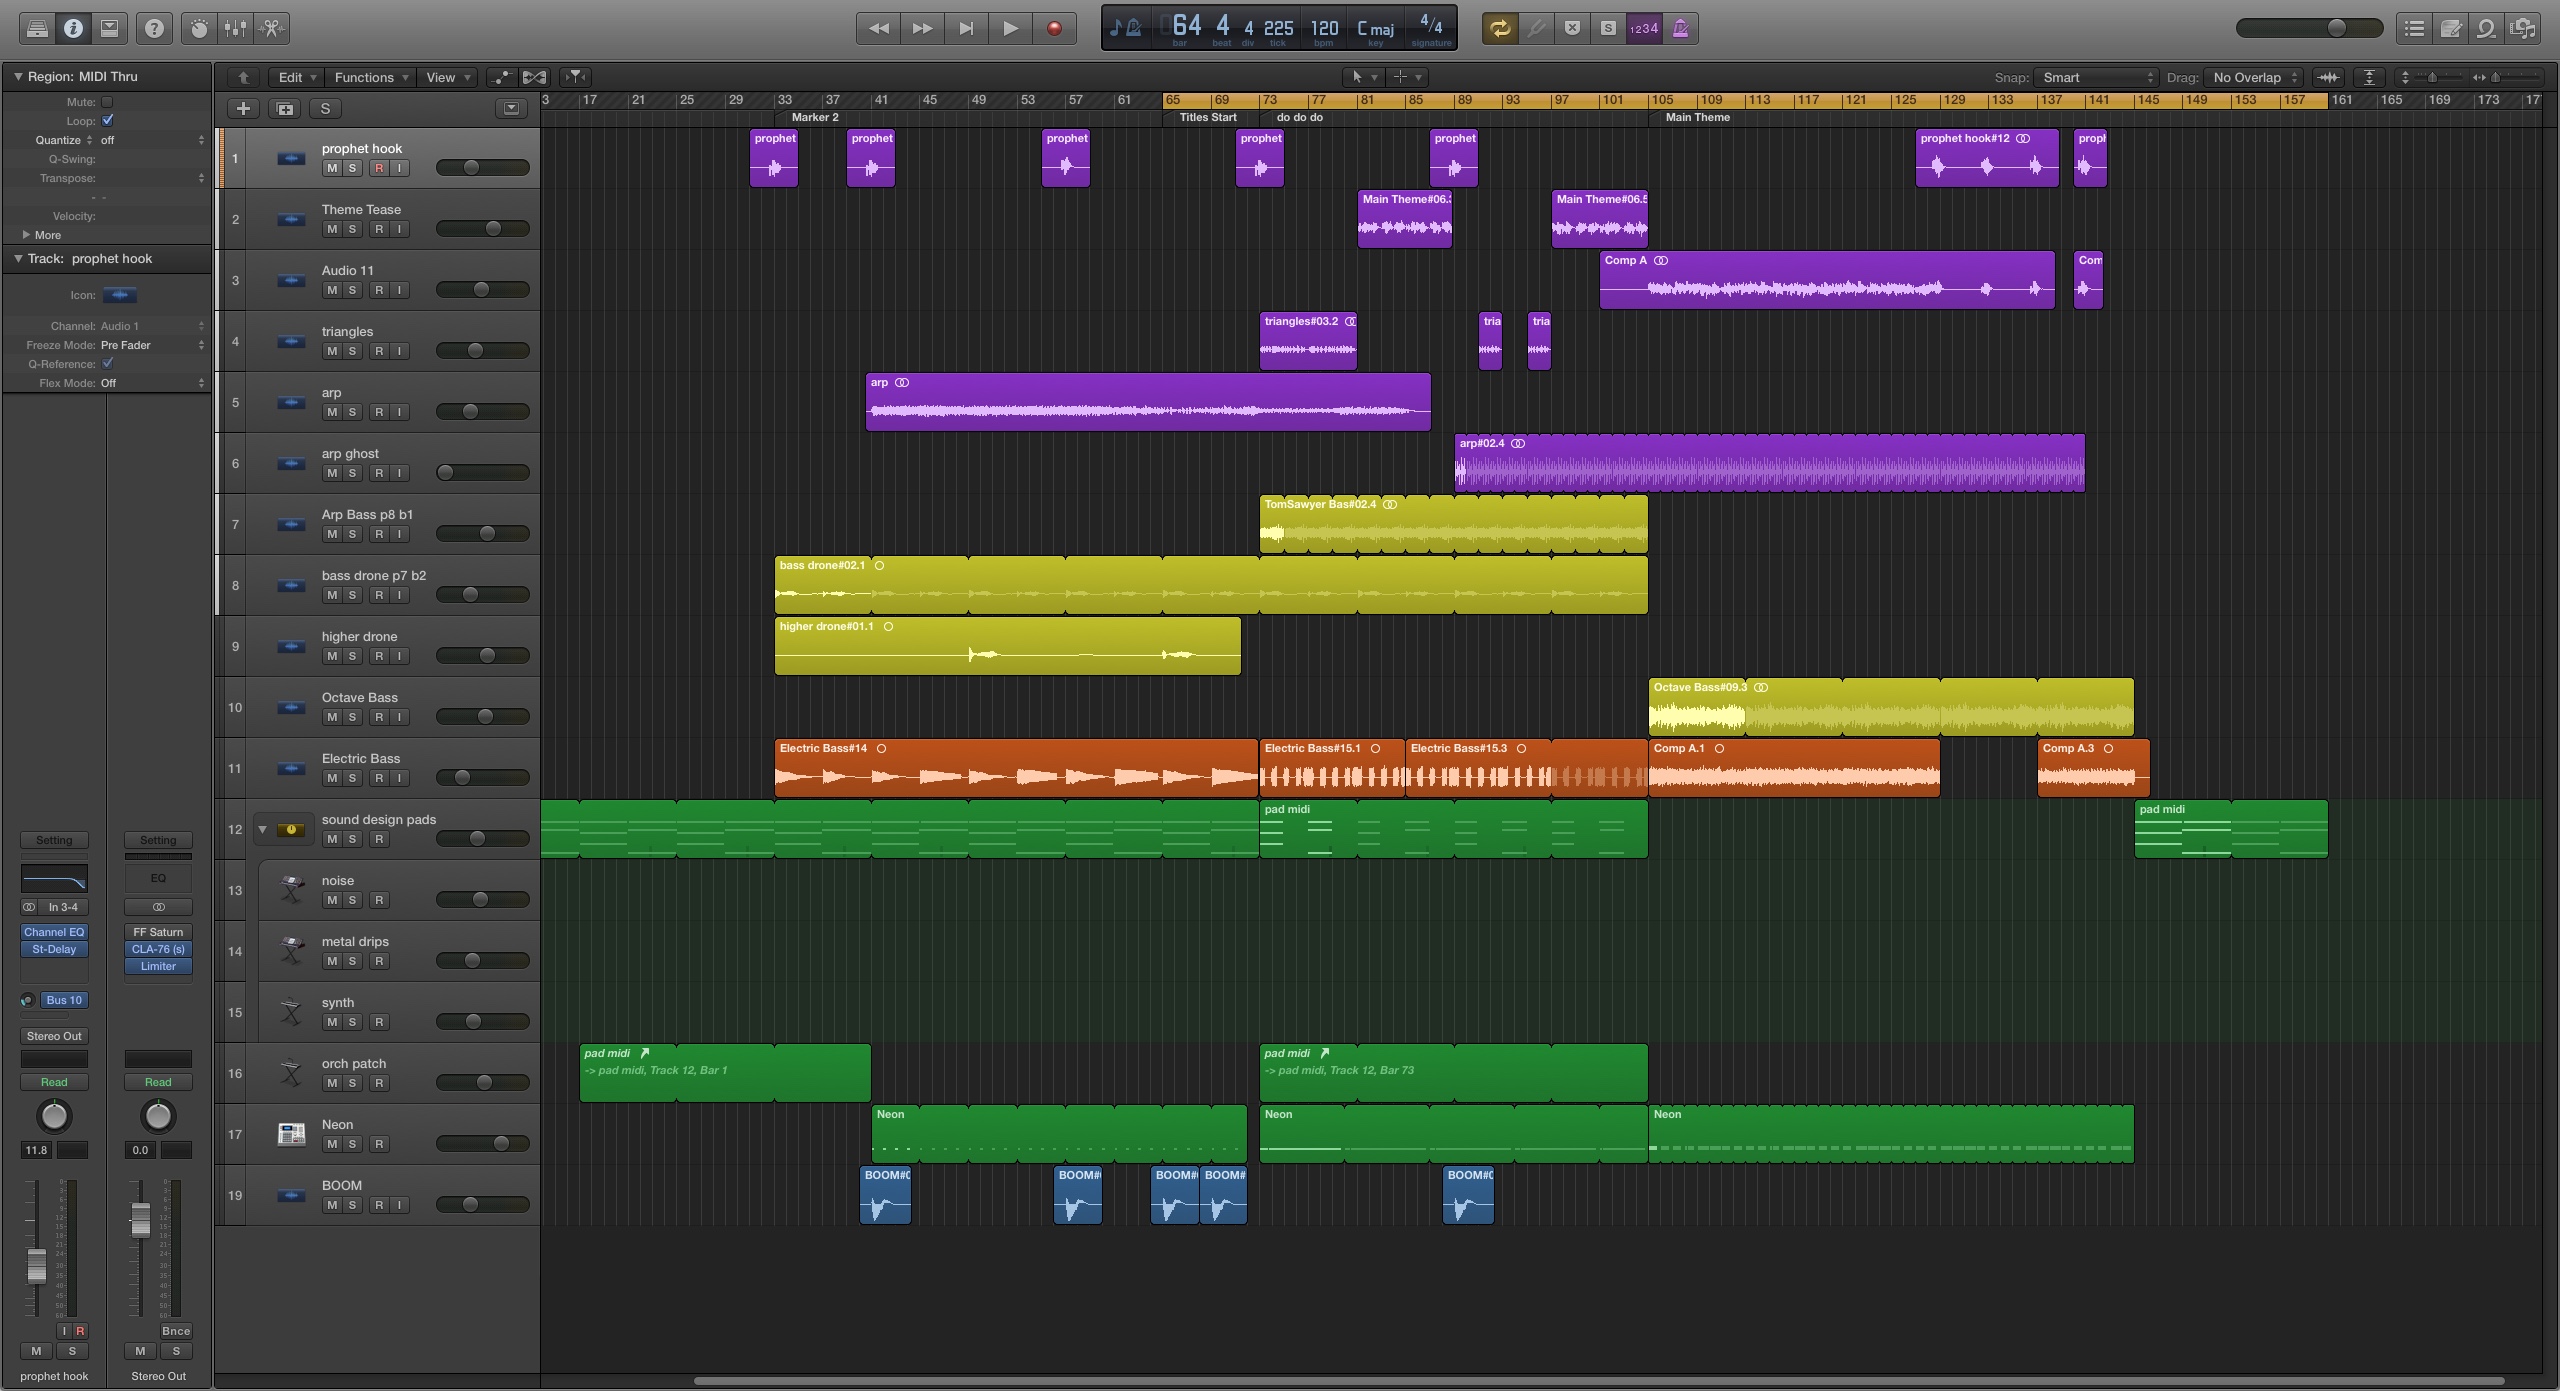 64 4 4 225 120 C maj 4/4
bar beat div tick bpm key signature
S 1234
Region: MIDI Thru
Mute:
Loop:
Quantize off
Q-Swing:
Transpose:
- -
Velocity:
More
Track: prophet hook
Icon:
Channel: Audio 1
Freeze Mode: Pre Fader
Q-Reference:
Flex Mode: Off
Edit Functions View
Snap: Smart Drag: No Overlap
S
3 17 21 25 29 33 37 41 45 49 53 57 61 65 69 73 77 81 85 89 93 97 101 105 109 113 117 121 125 129 133 137 141 145 149 153 157 161 165 169 173 17
Marker 2 Titles Start do do do Main Theme
1 prophet hook
M S R I
prophet prophet prophet prophet prophet prophet hook#12 prop
2 Theme Tease
M S R I
Main Theme#06. Main Theme#06.5
3 Audio 11
M S R I
Comp A Com
4 triangles
M S R I
triangles#03.2 tria tria
5 arp
M S R I
arp
6 arp ghost
M S R I
arp#02.4
7 Arp Bass p8 b1
M S R I
TomSawyer Bas#02.4
8 bass drone p7 b2
M S R I
bass drone#02.1
9 higher drone
M S R I
higher drone#01.1
10 Octave Bass
M S R I
Octave Bass#09.3
11 Electric Bass
M S R I
Electric Bass#14 Electric Bass#15.1 Electric Bass#15.3 Comp A.1 Comp A.3
12 sound design pads
M S R
pad midi pad midi
13 noise
M S R
14 metal drips
M S R
15 synth
M S R
16 orch patch
M S R
pad midi
-> pad midi, Track 12, Bar 1
pad midi
-> pad midi, Track 12, Bar 73
17 Neon
M S R
Neon Neon Neon
19 BOOM
M S R I
BOOM#0 BOOM# BOOM# BOOM# BOOM#0
Setting Setting
EQ
In 3-4
Channel EQ FF Saturn
St-Delay CLA-76 (s)
Limiter
Bus 10
Stereo Out
Read Read
11.8 0.0
I R Bnce
M S M S
prophet hook Stereo Out